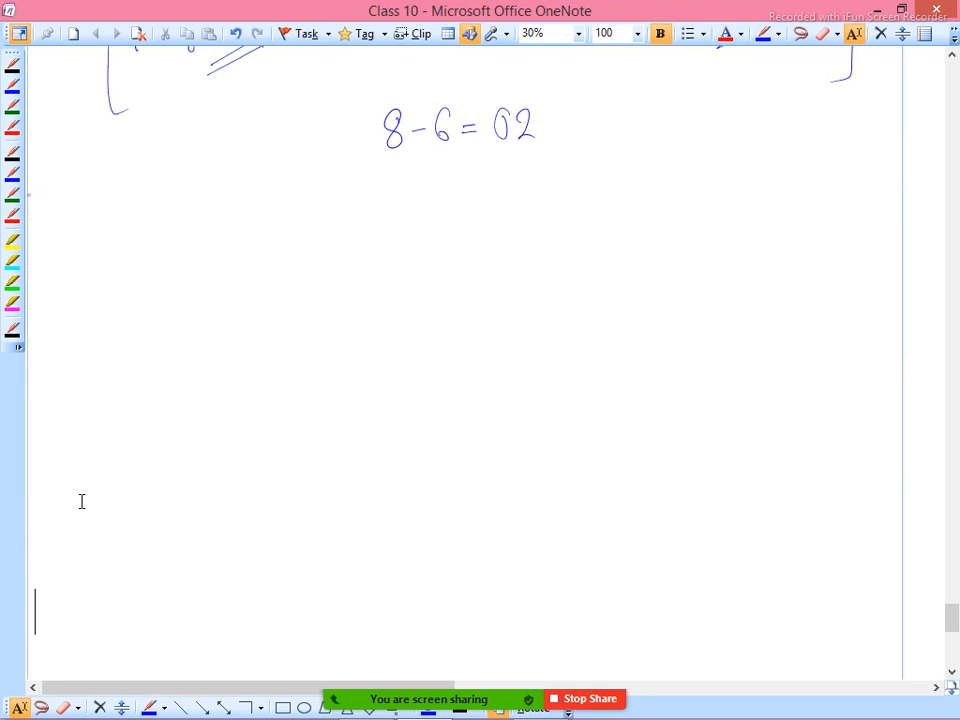 Class 10 - Microsoft Office OneNote
Recorded with iFun Screen Recorder
Task Tag Clip 30% 100 B A A
8 - 6 = 02
A You are screen sharing Stop Share